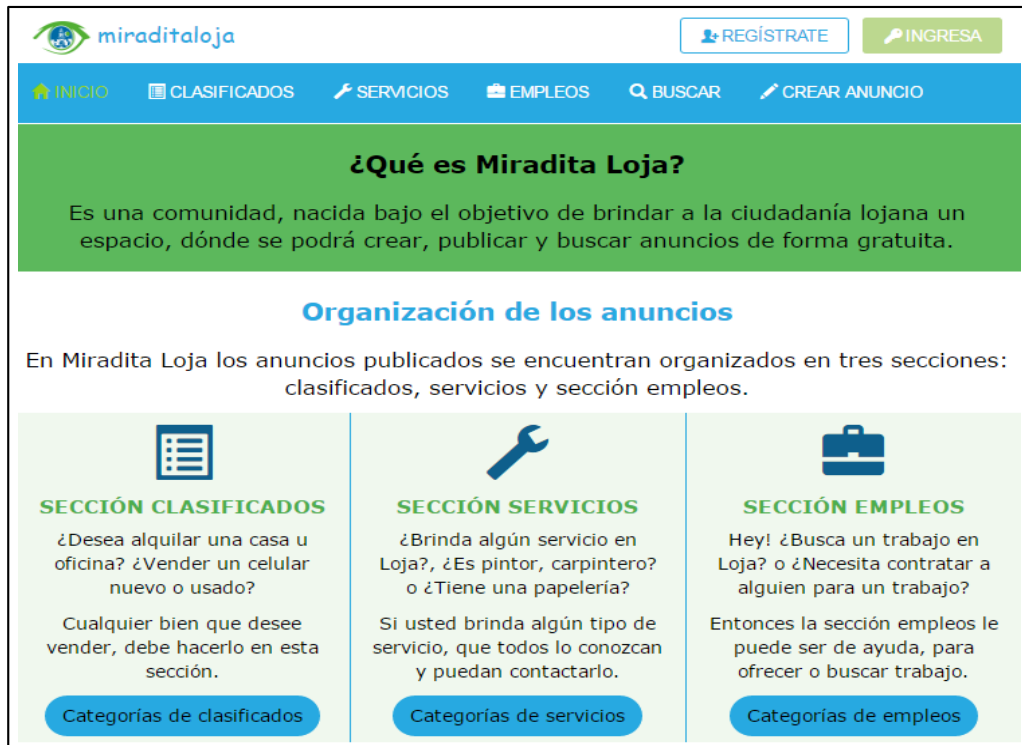 miraditaloja
REGÍSTRATE
INGRESA
INICIO
CLASIFICADOS
SERVICIOS
EMPLEOS
BUSCAR
CREAR ANUNCIO
¿Qué es Miradita Loja?
Es una comunidad, nacida bajo el objetivo de brindar a la ciudadanía lojana un
espacio, dónde se podrá crear, publicar y buscar anuncios de forma gratuita.
Organización de los anuncios
En Miradita Loja los anuncios publicados se encuentran organizados en tres secciones:
clasificados, servicios y sección empleos.
SECCIÓN CLASIFICADOS
¿Desea alquilar una casa u
oficina? ¿Vender un celular
nuevo o usado?
Cualquier bien que desee
vender, debe hacerlo en esta
sección.
Categorías de clasificados
SECCIÓN SERVICIOS
¿Brinda algún servicio en
Loja?, ¿Es pintor, carpintero?
o ¿Tiene una papelería?
Si usted brinda algún tipo de
servicio, que todos lo conozcan
y puedan contactarlo.
Categorías de servicios
SECCIÓN EMPLEOS
Hey! ¿Busca un trabajo en
Loja? o ¿Necesita contratar a
alguien para un trabajo?
Entonces la sección empleos le
puede ser de ayuda, para
ofrecer o buscar trabajo.
Categorías de empleos